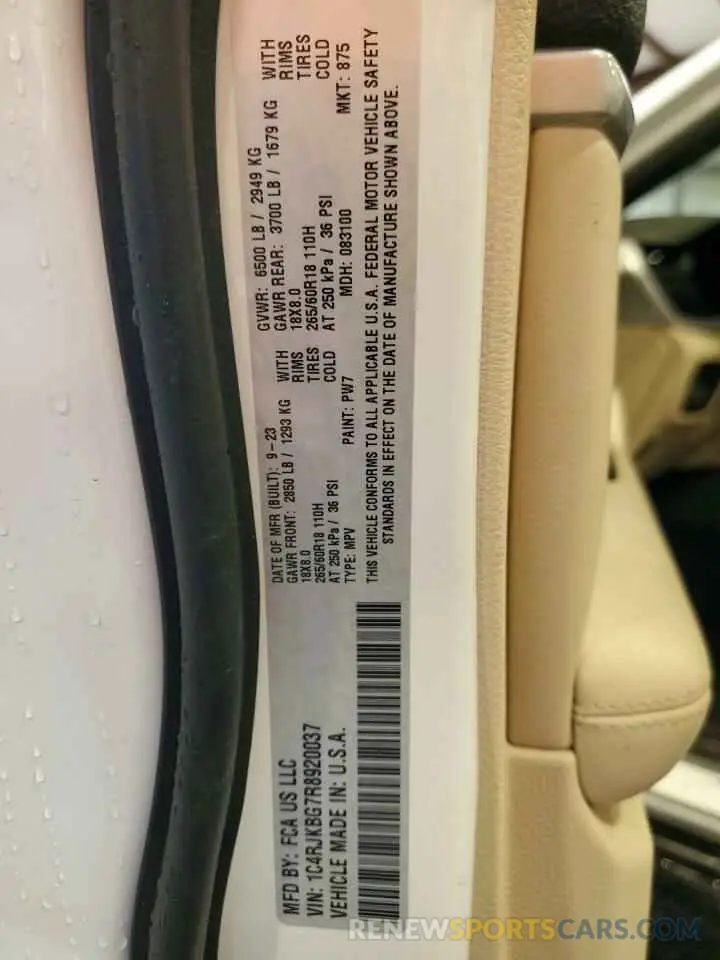 MFD BY: FCA US LLC
VIN: 1C4RJKBG7R8920037
VEHICLE MADE IN: U.S.A.
DATE OF MFR (BUILT): 9-23 GVWR: 6500 LB / 2949 KG
GAWR FRONT: 2850 LB / 1293 KG WITH GAWR REAR: 3700 LB / 1679 KG WITH
18X8.0 RIMS 18X8.0 RIMS
265/60R18 110H TIRES 265/60R18 110H TIRES
AT 250 kPa / 36 PSI COLD AT 250 kPa / 36 PSI COLD
TYPE: MPV PAINT: PW7 MDH: 083100 MKT: 875
THIS VEHICLE CONFORMS TO ALL APPLICABLE U.S.A. FEDERAL MOTOR VEHICLE SAFETY
STANDARDS IN EFFECT ON THE DATE OF MANUFACTURE SHOWN ABOVE.
RENEWSPORTSCARS.COM